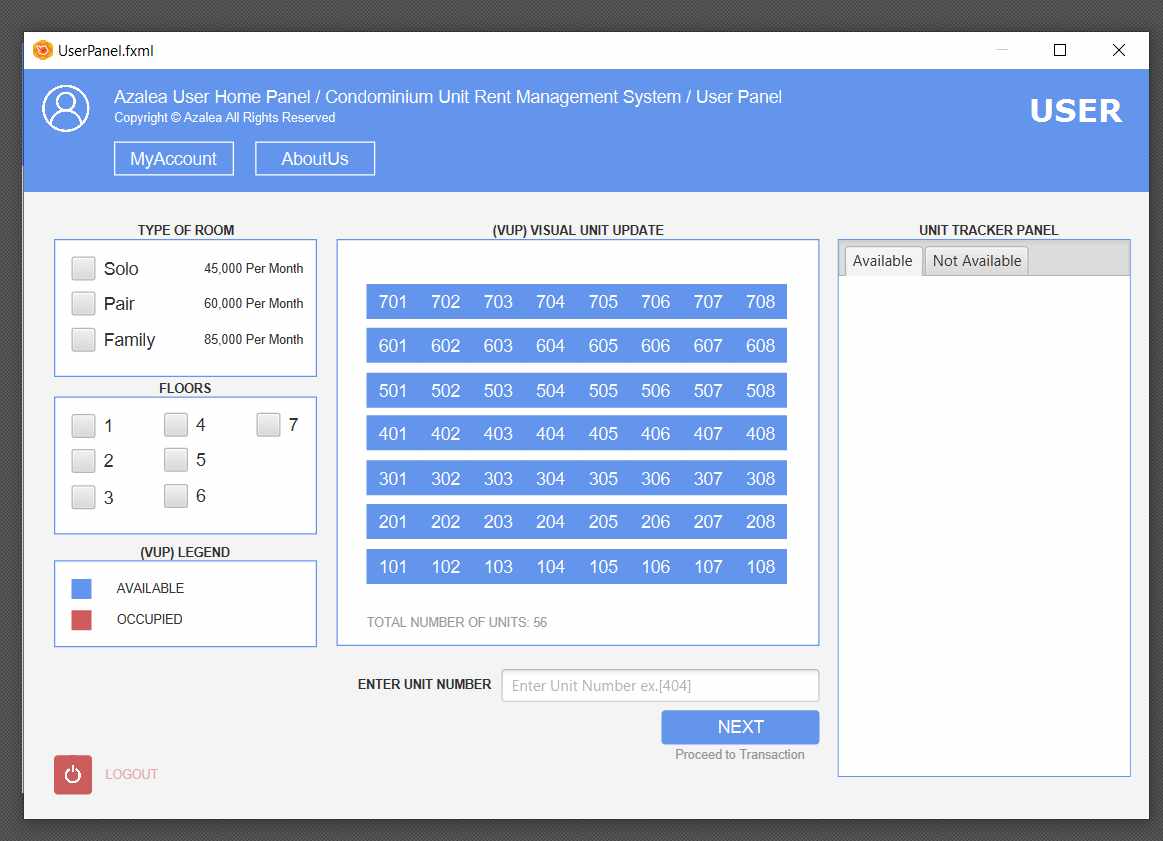 UserPanel.fxml
Azalea User Home Panel / Condominium Unit Rent Management System / User Panel
Copyright © Azalea All Rights Reserved
USER
MyAccount AboutUs
TYPE OF ROOM
Solo 45,000 Per Month
Pair 60,000 Per Month
Family 85,000 Per Month
FLOORS
1 4 7
2 5
3 6
(VUP) LEGEND
AVAILABLE
OCCUPIED
(VUP) VISUAL UNIT UPDATE
701 702 703 704 705 706 707 708
601 602 603 604 605 606 607 608
501 502 503 504 505 506 507 508
401 402 403 404 405 406 407 408
301 302 303 304 305 306 307 308
201 202 203 204 205 206 207 208
101 102 103 104 105 106 107 108
TOTAL NUMBER OF UNITS: 56
ENTER UNIT NUMBER Enter Unit Number ex.[404]
NEXT
Proceed to Transaction
UNIT TRACKER PANEL
Available Not Available
LOGOUT